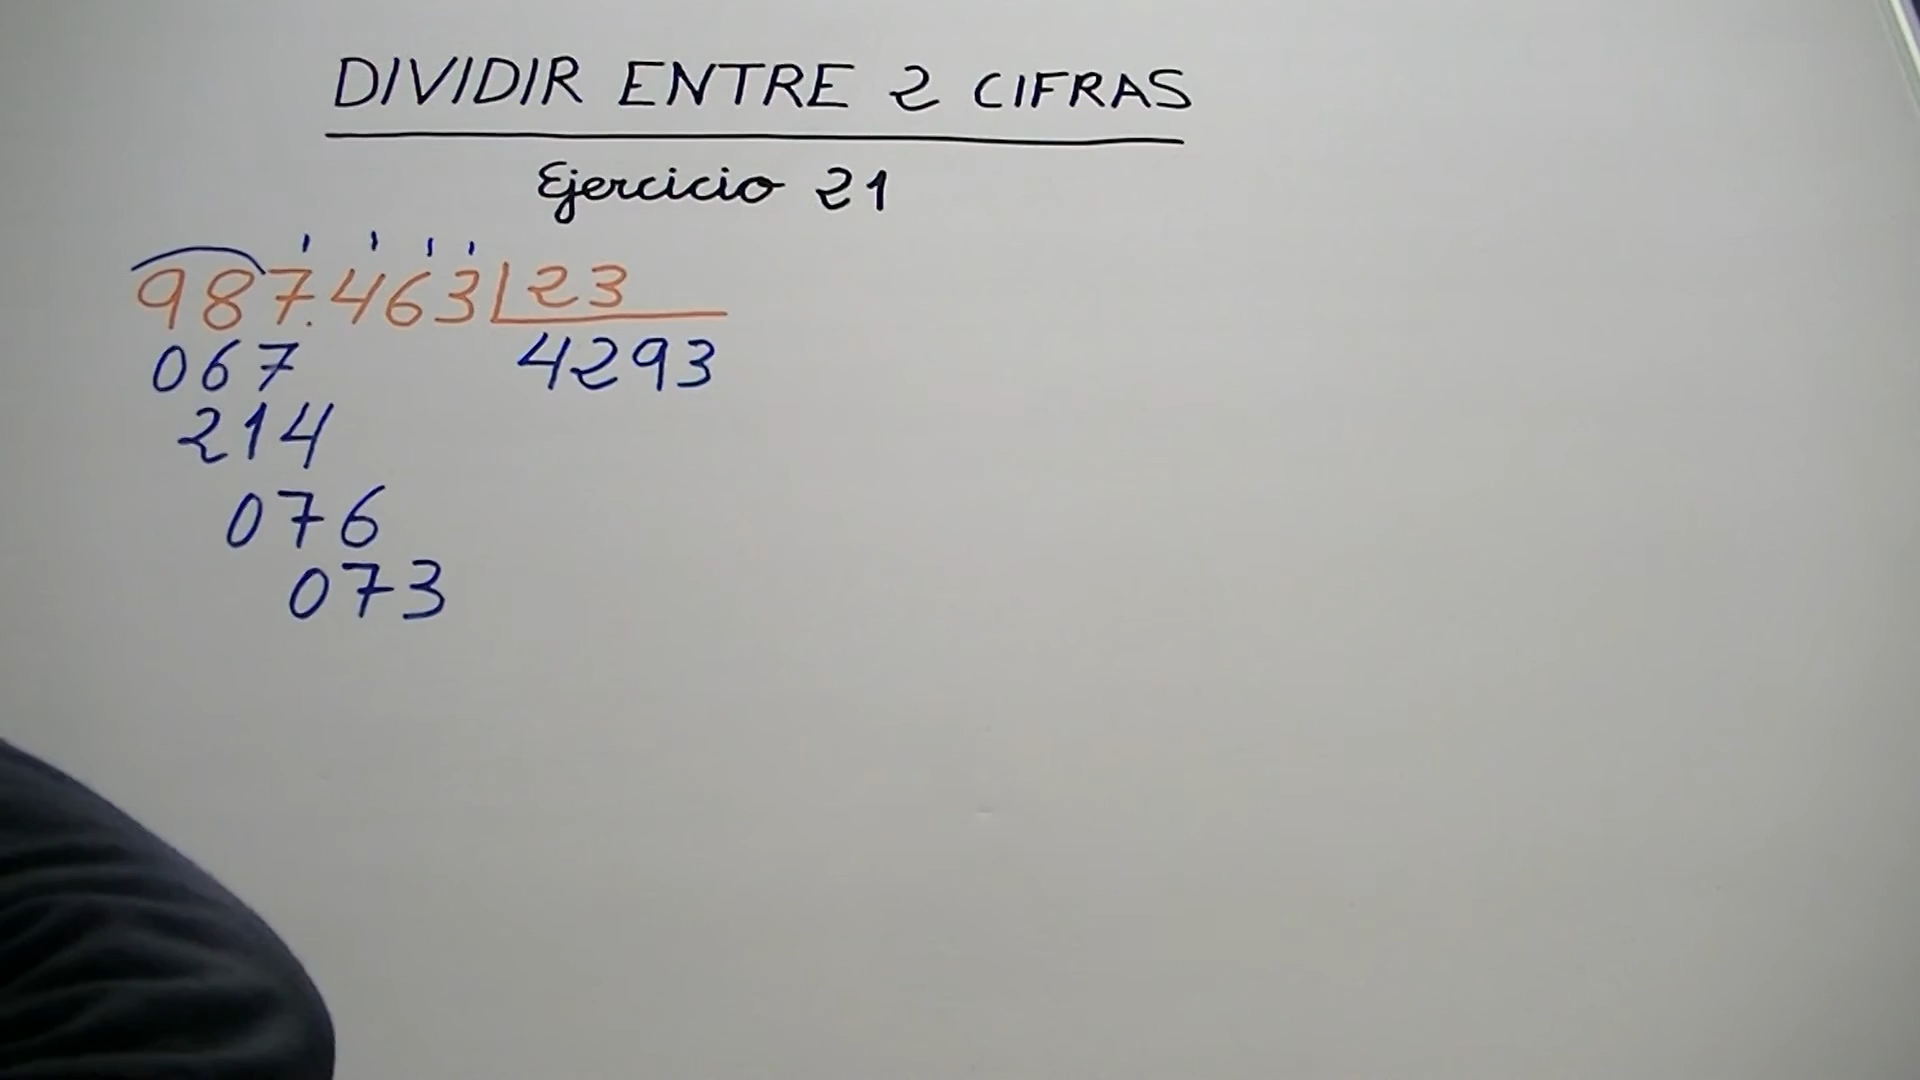 DIVIDIR ENTRE 2 CIFRAS
Ejercicio 21
987.463 23
067 4293
214
076
073